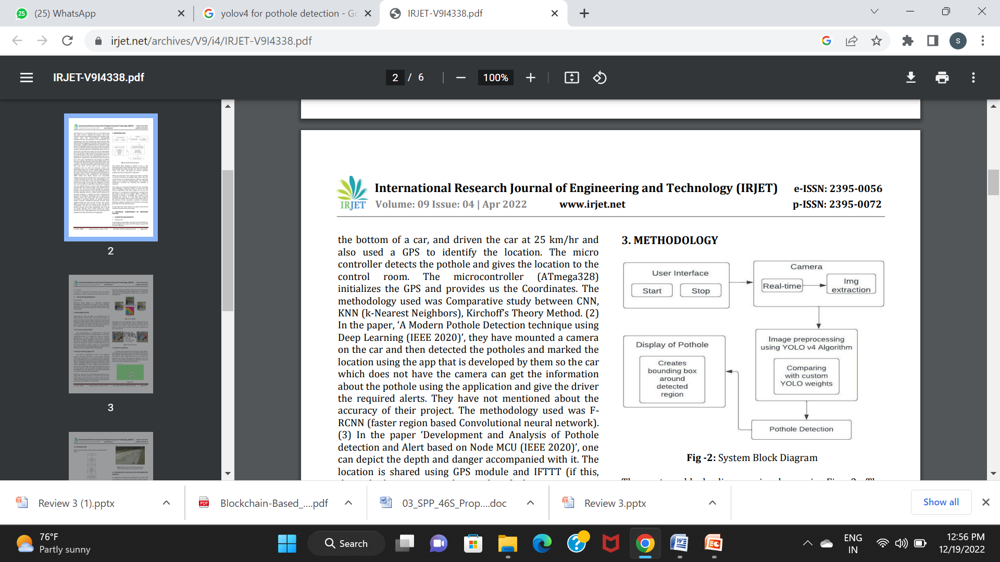 25 (25) WhatsApp
yolov4 for pothole detection - Go
IRJET-V9I4338.pdf
irjet.net/archives/V9/i4/IRJET-V9I4338.pdf
S
IRJET-V9I4338.pdf
2 / 6
100%
2
3
IRJET
International Research Journal of Engineering and Technology (IRJET)
e-ISSN: 2395-0056
Volume: 09 Issue: 04 | Apr 2022
www.irjet.net
p-ISSN: 2395-0072
the bottom of a car, and driven the car at 25 km/hr and
also used a GPS to identify the location. The micro
controller detects the pothole and gives the location to the
control room. The microcontroller (ATmega328)
initializes the GPS and provides us the Coordinates. The
methodology used was Comparative study between CNN,
KNN (k-Nearest Neighbors), Kirchoff's Theory Method. (2)
In the paper, ‘A Modern Pothole Detection technique using
Deep Learning (IEEE 2020)’, they have mounted a camera
on the car and then detected the potholes and marked the
location using the app that is developed by them so the car
which does not have the camera can get the information
about the pothole using the application and give the driver
the required alerts. They have not mentioned about the
accuracy of their project. The methodology used was F-
RCNN (faster region based Convolutional neural network).
(3) In the paper ‘Development and Analysis of Pothole
detection and Alert based on Node MCU (IEEE 2020)’, one
can depict the depth and danger accompanied with it. The
location is shared using GPS module and IFTTT (if this,
3. METHODOLOGY
User Interface
Start
Stop
Camera
Real-time
Img
extraction
Image preprocessing
using YOLO v4 Algorithm
Comparing
with custom
YOLO weights
Display of Pothole
Creates
bounding box
around
detected
region
Pothole Detection
Fig -2: System Block Diagram
Review 3 (1).pptx
PDF
Blockchain-Based_....pdf
03_SPP_46S_Prop....doc
Review 3.pptx
Show all
76°F
Partly sunny
Search
ENG
IN
12:56 PM
12/19/2022